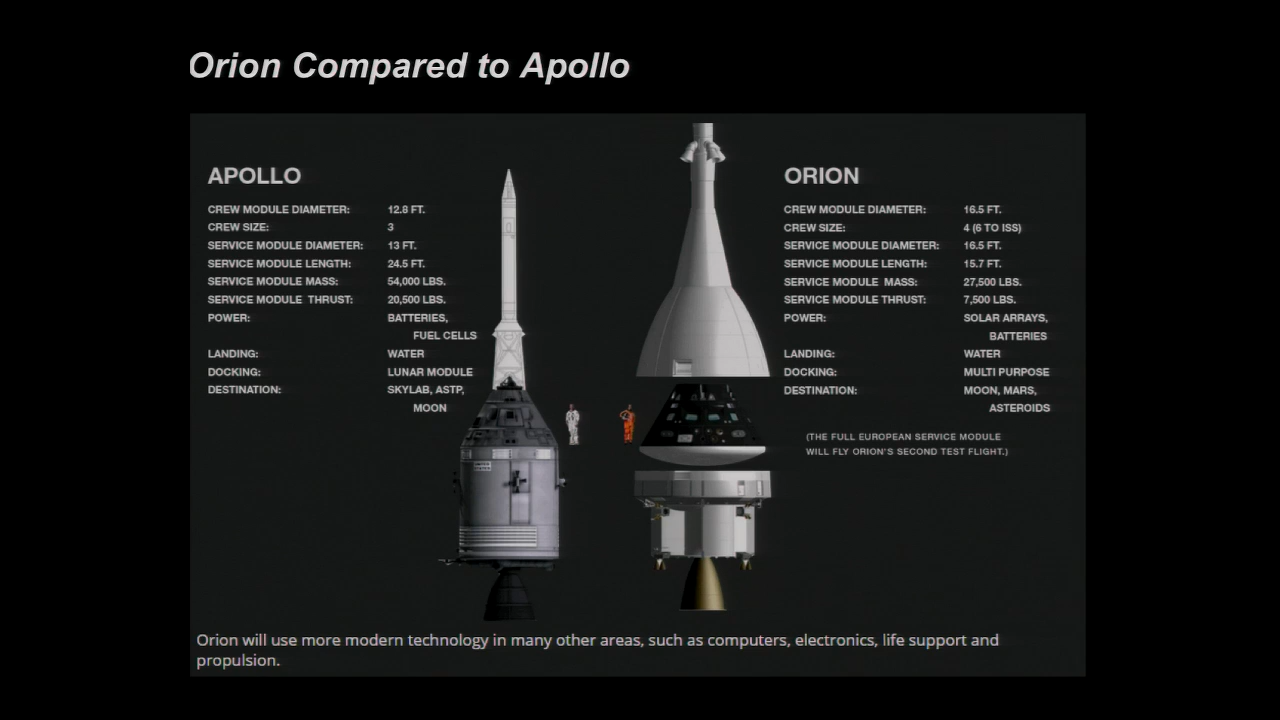 Orion Compared to Apollo
APOLLO
CREW MODULE DIAMETER: 12.8 FT.
CREW SIZE: 3
SERVICE MODULE DIAMETER: 13 FT.
SERVICE MODULE LENGTH: 24.5 FT.
SERVICE MODULE MASS: 54,000 LBS.
SERVICE MODULE THRUST: 20,500 LBS.
POWER: BATTERIES,
FUEL CELLS
LANDING: WATER
DOCKING: LUNAR MODULE
DESTINATION: SKYLAB, ASTP,
MOON
ORION
CREW MODULE DIAMETER: 16.5 FT.
CREW SIZE: 4 (6 TO ISS)
SERVICE MODULE DIAMETER: 16.5 FT.
SERVICE MODULE LENGTH: 15.7 FT.
SERVICE MODULE MASS: 27,500 LBS.
SERVICE MODULE THRUST: 7,500 LBS.
POWER: SOLAR ARRAYS,
BATTERIES
LANDING: WATER
DOCKING: MULTI PURPOSE
DESTINATION: MOON, MARS,
ASTEROIDS
(THE FULL EUROPEAN SERVICE MODULE
WILL FLY ORION'S SECOND TEST FLIGHT.)
Orion will use more modern technology in many other areas, such as computers, electronics, life support and
propulsion.